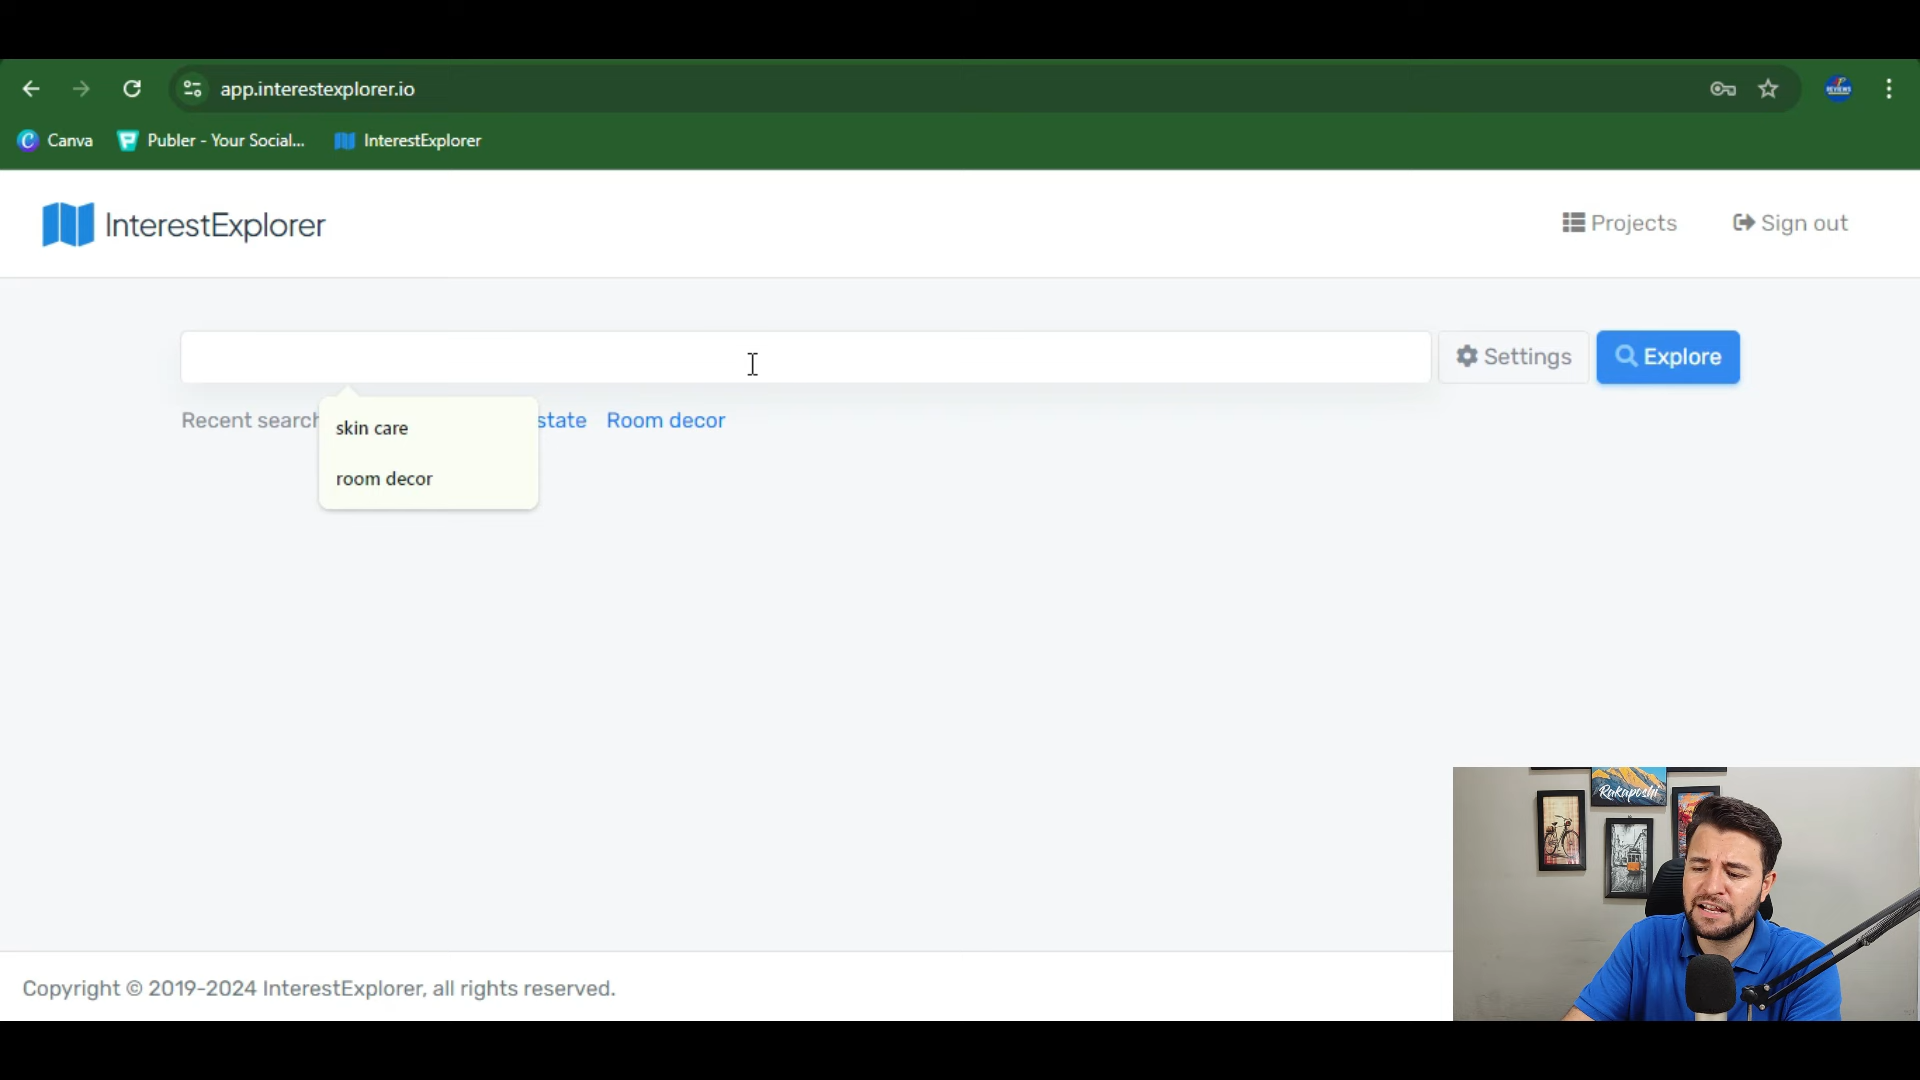 app.interestexplorer.io
REVIEWS
Canva
Publer - Your Social...
InterestExplorer
InterestExplorer
Projects
Sign out
Settings
Explore
Recent search
state
Room decor
skin care
room decor
Rakaposhi
Copyright © 2019-2024 InterestExplorer, all rights reserved.